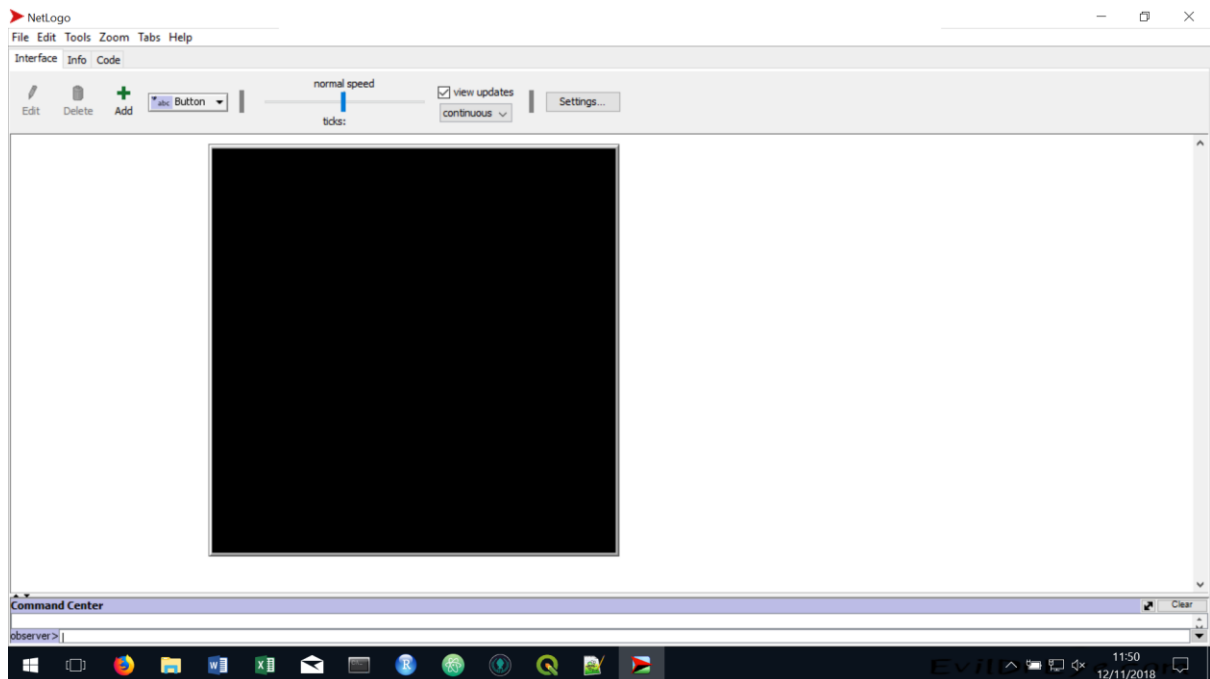 NetLogo
File Edit Tools Zoom Tabs Help
Interface Info Code
normal speed
Edit Delete Add abc Button view updates
continuous Settings...
ticks:
Command Center Clear
observer>
11:50
12/11/2018